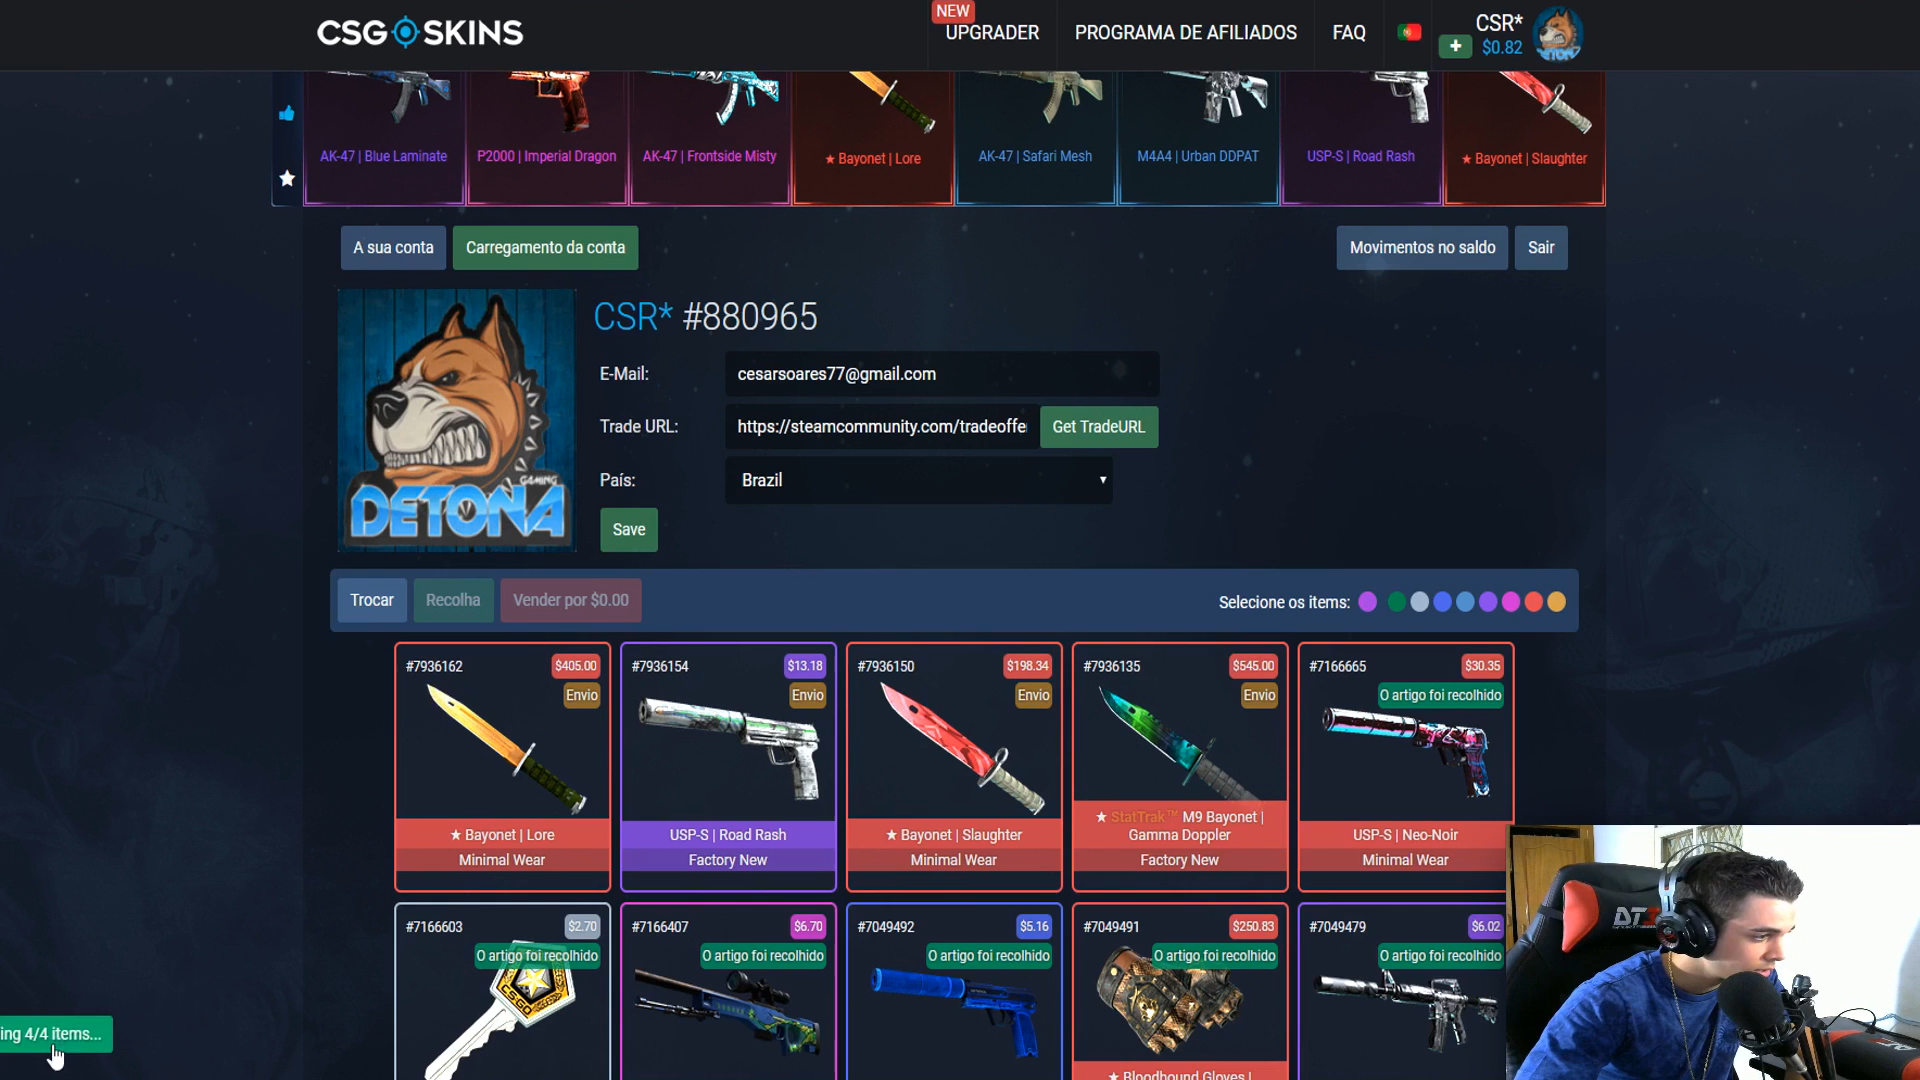 CSG SKINS
NEW
UPGRADER
PROGRAMA DE AFILIADOS
FAQ
CSR*
$0.82
AK-47 | Blue Laminate
P2000 | Imperial Dragon
AK-47 | Frontside Misty
★ Bayonet | Lore
AK-47 | Safari Mesh
M4A4 | Urban DDPAT
USP-S | Road Rash
★ Bayonet | Slaughter
A sua conta
Carregamento da conta
Movimentos no saldo
Sair
GAMING
DETONA
CSR* #880965
E-Mail:
cesarsoares77@gmail.com
Trade URL:
https://steamcommunity.com/tradeoffe
Get TradeURL
País:
Brazil
Save
Trocar
Recolha
Vender por $0.00
Selecione os items:
#7936162
$405.00
Envio
★ Bayonet | Lore
Minimal Wear
#7936154
$13.18
Envio
USP-S | Road Rash
Factory New
#7936150
$198.34
Envio
★ Bayonet | Slaughter
Minimal Wear
#7936135
$545.00
Envio
★ StatTrak™ M9 Bayonet |
Gamma Doppler
Factory New
#7166665
$30.35
O artigo foi recolhido
USP-S | Neo-Noir
Minimal Wear
#7166603
$2.70
O artigo foi recolhido
CS:GO
#7166407
$6.70
O artigo foi recolhido
#7049492
$5.16
O artigo foi recolhido
#7049491
$250.83
O artigo foi recolhido
★ Bloodhound Gloves |
#7049479
$6.02
O artigo foi recolhido
ing 4/4 items...